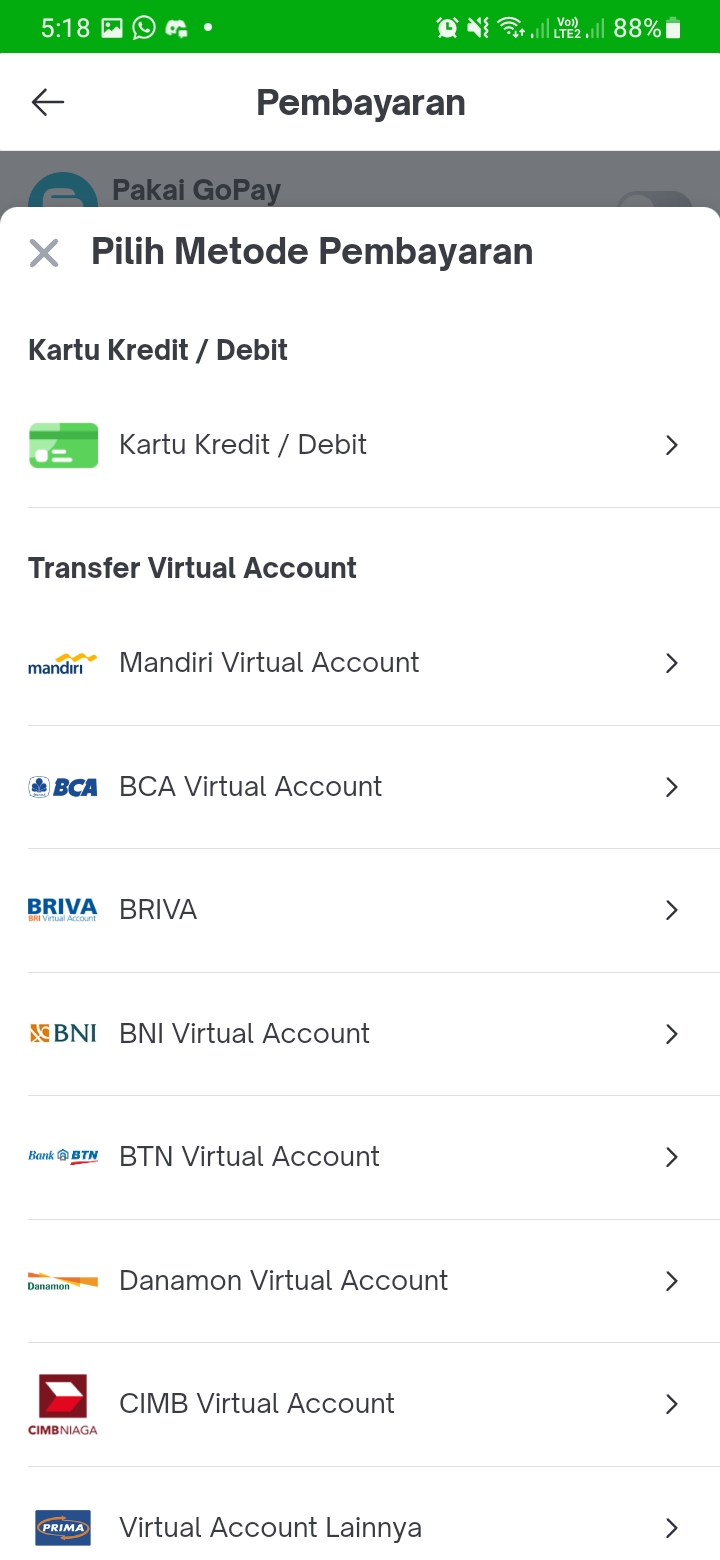 5:18 Vo)) LTE2 88%
Pembayaran
Pakai GoPay
Pilih Metode Pembayaran
Kartu Kredit / Debit
Kartu Kredit / Debit
Transfer Virtual Account
mandiri Mandiri Virtual Account
BCA BCA Virtual Account
BRIVA BRI Virtual Account BRIVA
BNI BNI Virtual Account
Bank BTN BTN Virtual Account
Danamon Danamon Virtual Account
CIMB NIAGA CIMB Virtual Account
PRIMA Virtual Account Lainnya